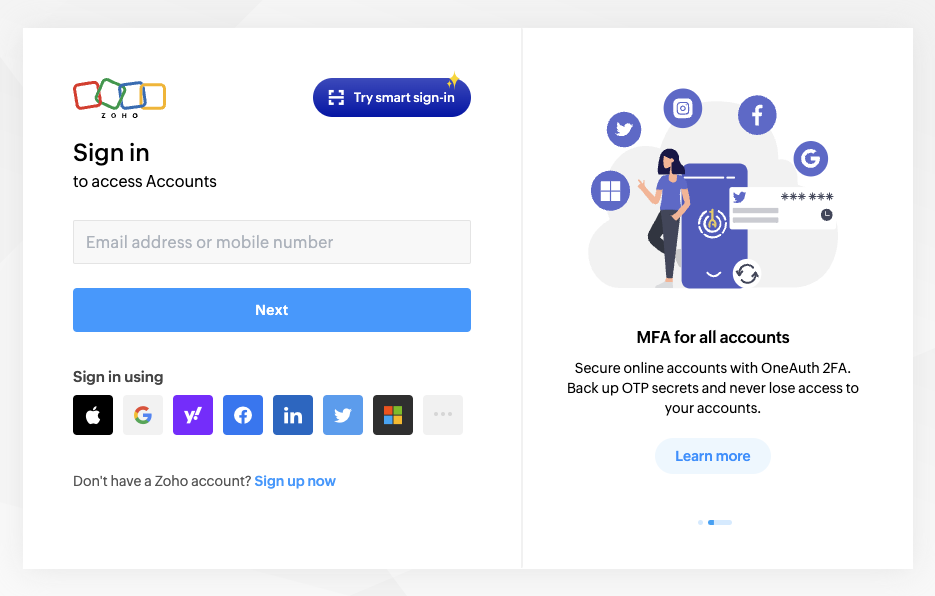 ZOHO
Try smart sign-in
Sign in
to access Accounts
Email address or mobile number
Next
Sign in using
Don't have a Zoho account? Sign up now
*** ***
MFA for all accounts
Secure online accounts with OneAuth 2FA.
Back up OTP secrets and never lose access to
your accounts.
Learn more